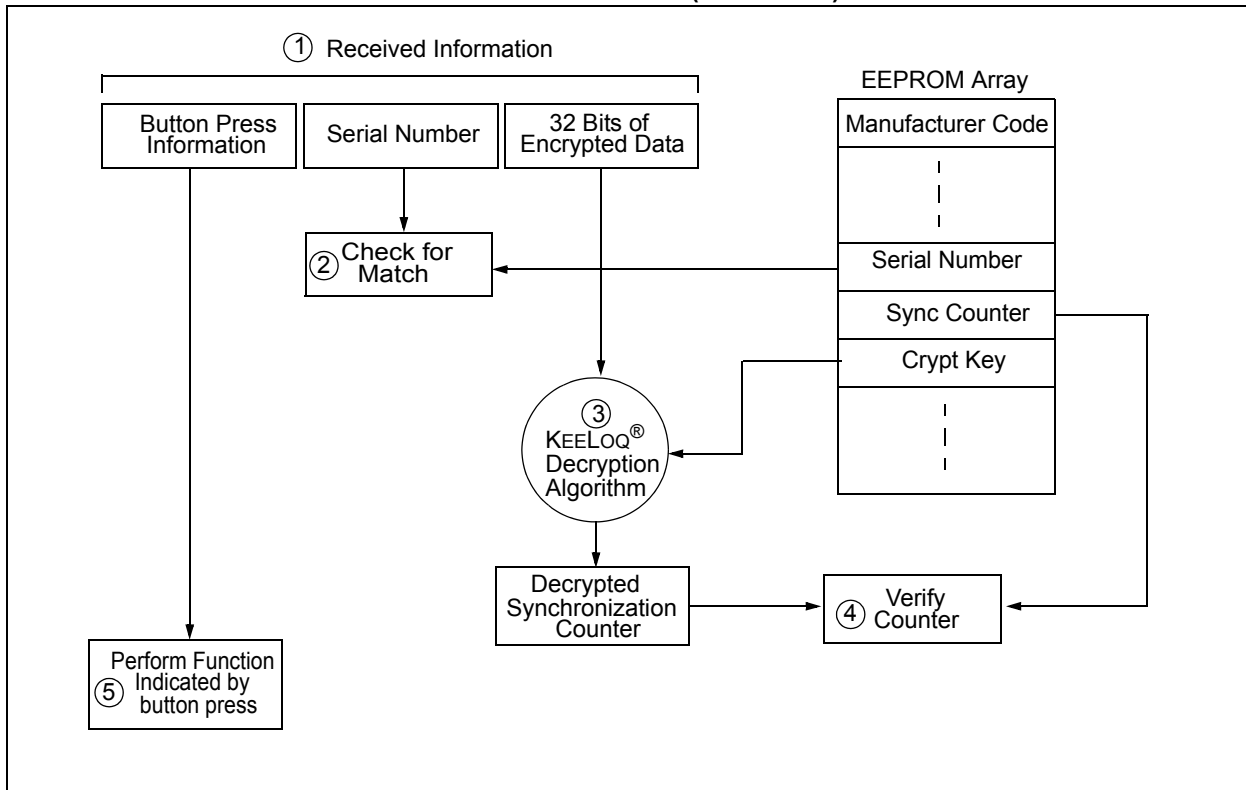 ① Received Information
EEPROM Array
Button Press
Information
Serial Number
32 Bits of
Encrypted Data
Manufacturer Code
② Check for
Match
Serial Number
Sync Counter
Crypt Key
③
KEELOQ®
Decryption
Algorithm
Decrypted
Synchronization
Counter
④ Verify
Counter
Perform Function
⑤ Indicated by
button press